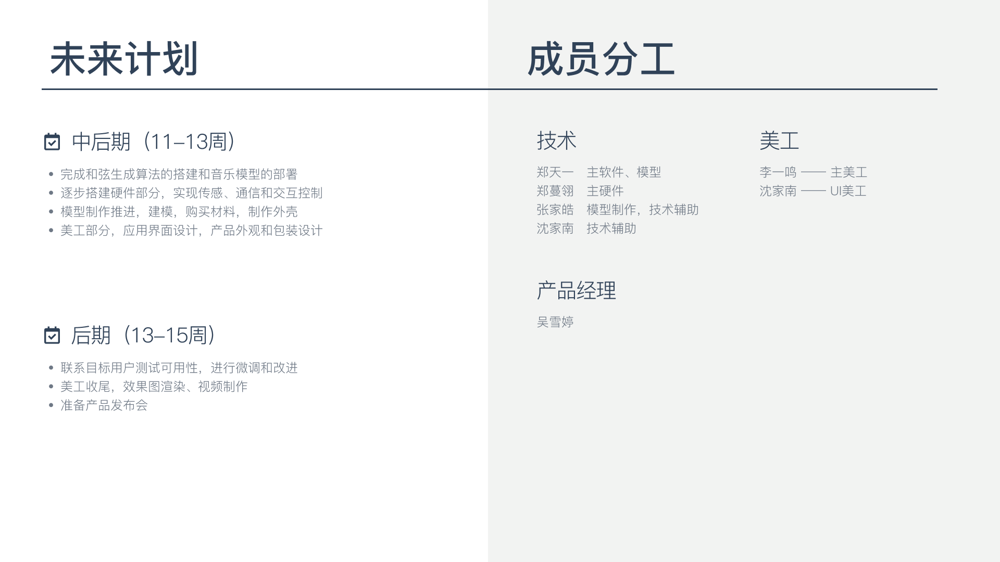 未来计划
中后期（11–13周）
完成和弦生成算法的搭建和音乐模型的部署
逐步搭建硬件部分，实现传感、通信和交互控制
模型制作推进，建模，购买材料，制作外壳
美工部分，应用界面设计，产品外观和包装设计
后期（13–15周）
联系目标用户测试可用性，进行微调和改进
美工收尾，效果图渲染、视频制作
准备产品发布会
成员分工
技术
郑天一　主软件、模型
郑蔓翎　主硬件
张家皓　模型制作，技术辅助
沈家南　技术辅助
美工
李一鸣 —— 主美工
沈家南 —— UI美工
产品经理
吴雪婷